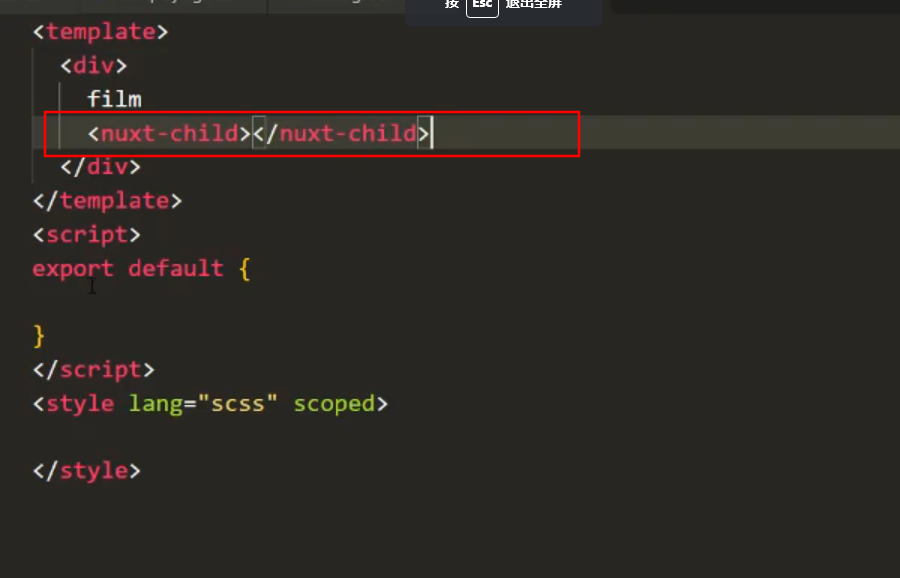 按 Esc 退出全屏
<template>
<div>
film
<nuxt-child></nuxt-child>
</div>
</template>
<script>
export default {
}
</script>
<style lang="scss" scoped>
</style>